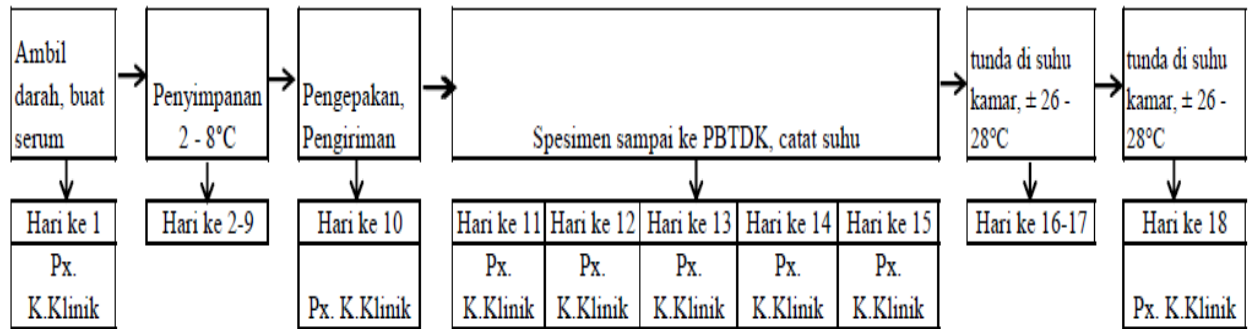 Ambil
darah, buat
serum
Penyimpanan
2 - 8°C
Pengepakan,
Pengiriman
Spesimen sampai ke PBTDK, catat suhu
tunda di suhu
kamar, ± 26 -
28°C
tunda di suhu
kamar, ± 26 -
28°C
Hari ke 1
Hari ke 2-9
Hari ke 10
Hari ke 11
Hari ke 12
Hari ke 13
Hari ke 14
Hari ke 15
Hari ke 16-17
Hari ke 18
Px.
K.Klinik
Px. K.Klinik
Px.
K.Klinik
Px.
K.Klinik
Px.
K.Klinik
Px.
K.Klinik
Px.
K.Klinik
Px. K.Klinik